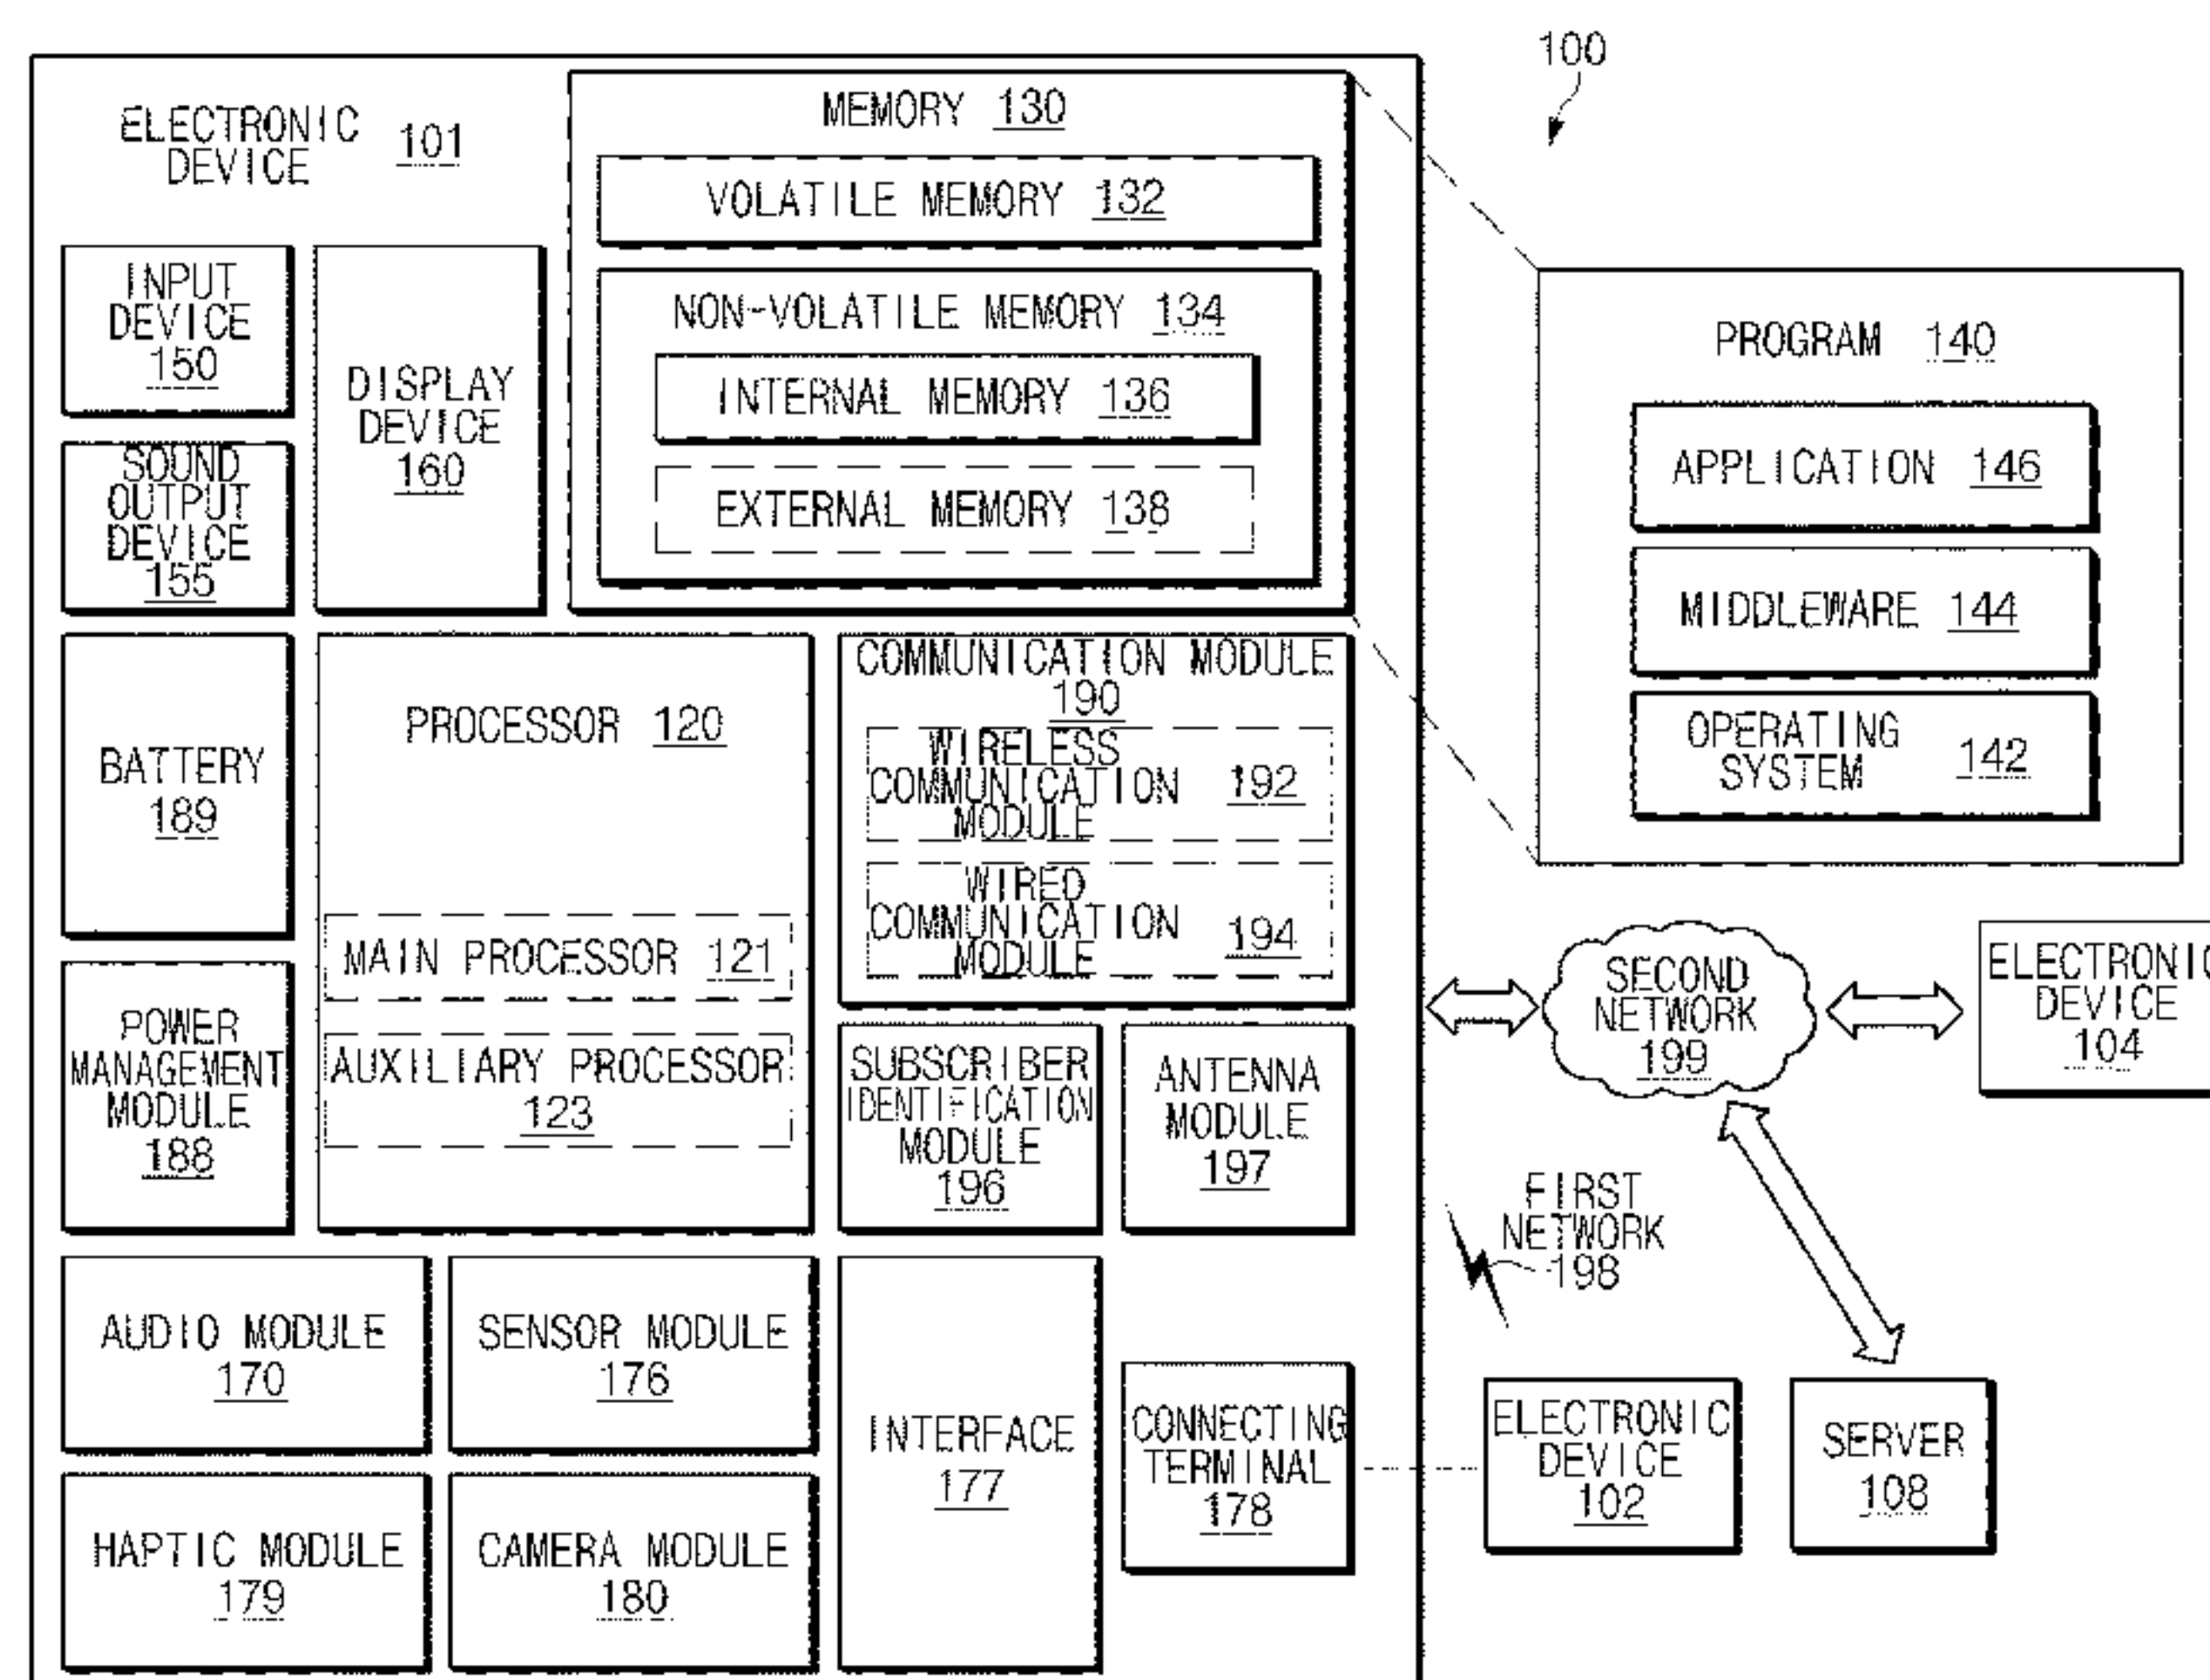 100
ELECTRONIC
DEVICE 101
MEMORY 130
VOLATILE MEMORY 132
NON-VOLATILE MEMORY 134
INTERNAL MEMORY 136
EXTERNAL MEMORY 138
INPUT
DEVICE
150
SOUND
OUTPUT
DEVICE
155
DISPLAY
DEVICE
160
PROGRAM 140
APPLICATION 146
MIDDLEWARE 144
OPERATING
SYSTEM 142
BATTERY
189
POWER
MANAGEMENT
MODULE
188
PROCESSOR 120
MAIN PROCESSOR 121
AUXILIARY PROCESSOR
123
COMMUNICATION MODULE
190
WIRELESS
COMMUNICATION 192
MODULE
WIRED
COMMUNICATION 194
MODULE
SUBSCRIBER
IDENTIFICATION
MODULE
196
ANTENNA
MODULE
197
SECOND
NETWORK
199
ELECTRONIC
DEVICE
104
FIRST
NETWORK
198
AUDIO MODULE
170
SENSOR MODULE
176
INTERFACE
177
CONNECTING
TERMINAL
178
ELECTRONIC
DEVICE
102
SERVER
108
HAPTIC MODULE
179
CAMERA MODULE
180